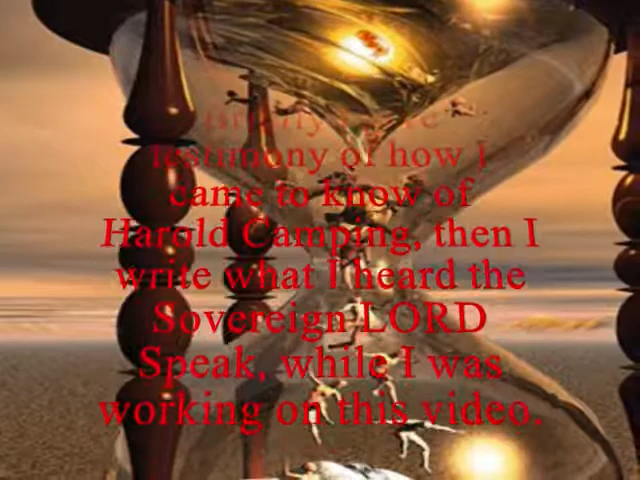 testimony of how I
came to know of
Harold Camping, then I
write what I heard the
Sovereign LORD
Speak, while I was
working on this video.